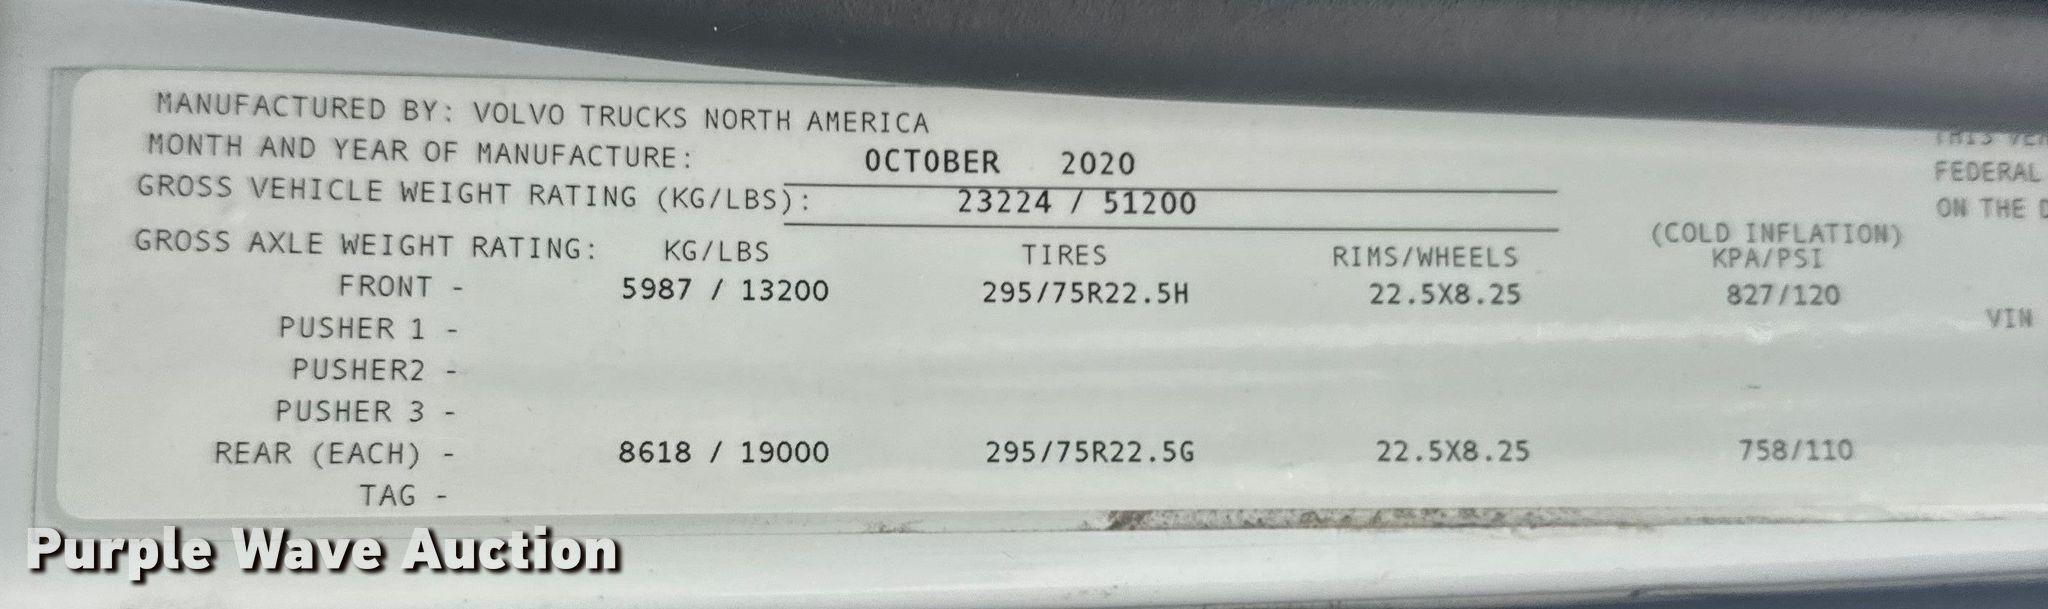 MANUFACTURED BY: VOLVO TRUCKS NORTH AMERICA
MONTH AND YEAR OF MANUFACTURE: OCTOBER 2020
GROSS VEHICLE WEIGHT RATING (KG/LBS): 23224 / 51200
GROSS AXLE WEIGHT RATING: KG/LBS TIRES RIMS/WHEELS (COLD INFLATION) KPA/PSI
FRONT - 5987 / 13200 295/75R22.5H 22.5X8.25 827/120
PUSHER 1 -
PUSHER2 -
PUSHER 3 -
REAR (EACH) - 8618 / 19000 295/75R22.5G 22.5X8.25 758/110
TAG -
THIS
FEDERAL
ON THE
VIN
Purple Wave Auction